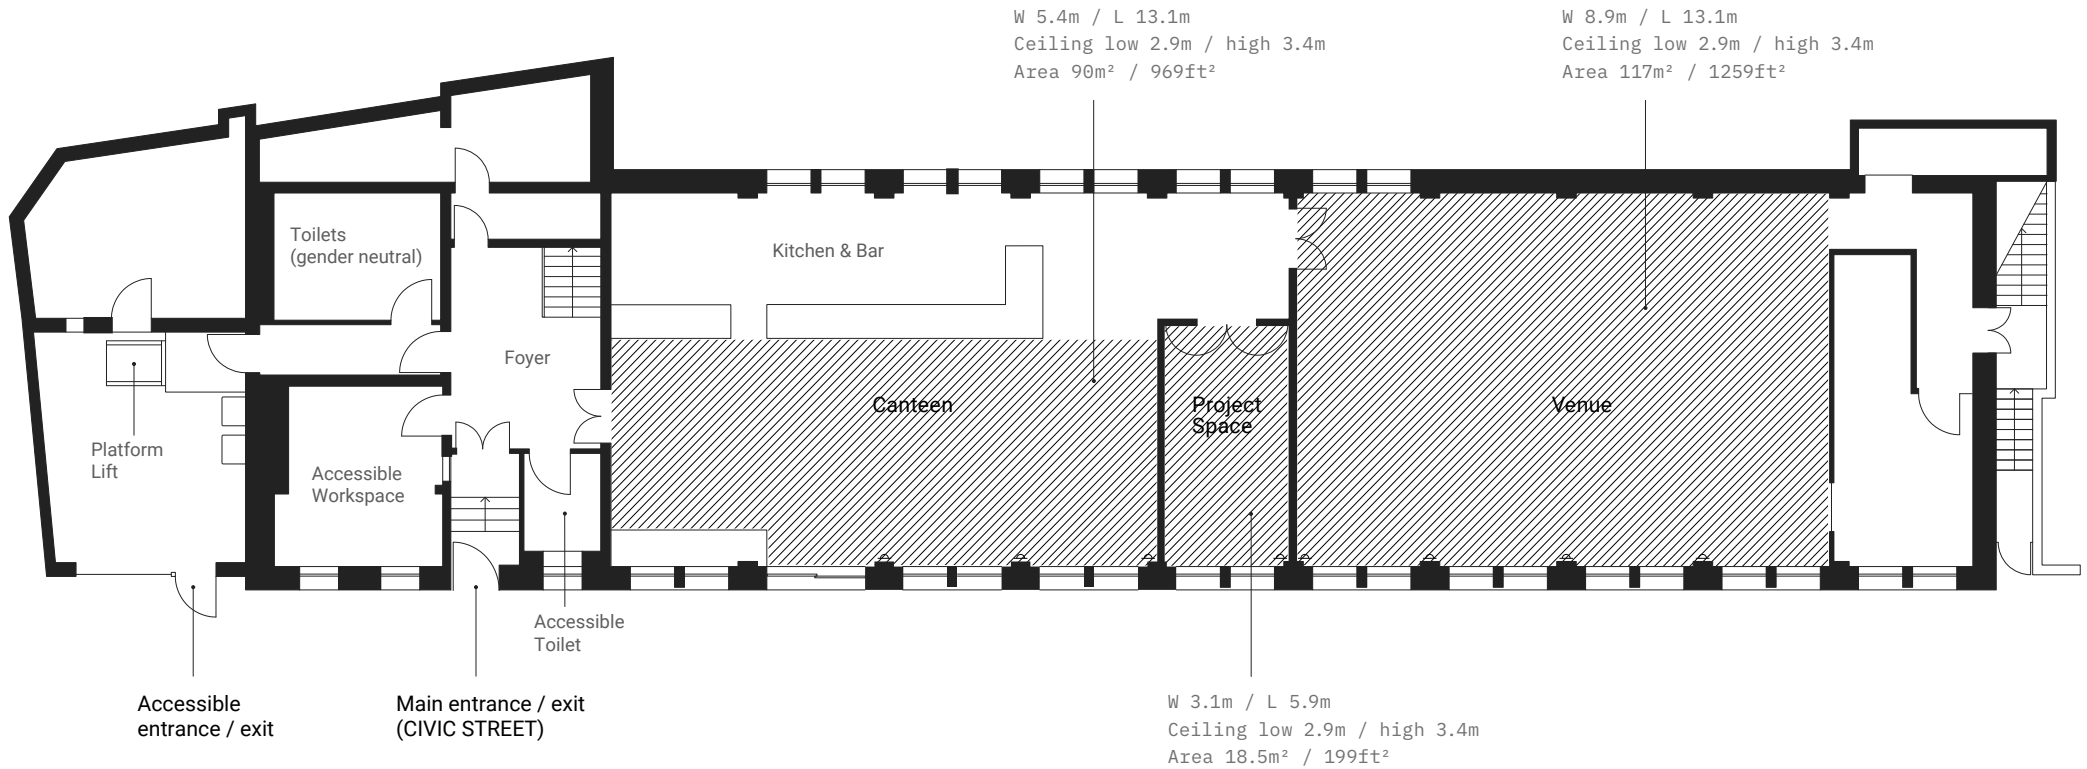 W 5.4m / L 13.1m
Ceiling low 2.9m / high 3.4m
Area 90m² / 969ft²
W 8.9m / L 13.1m
Ceiling low 2.9m / high 3.4m
Area 117m² / 1259ft²
Toilets
(gender neutral)
Kitchen & Bar
Foyer
Canteen
Project
Space
Venue
Platform
Lift
Accessible
Workspace
Accessible
Toilet
Accessible
entrance / exit
Main entrance / exit
(CIVIC STREET)
W 3.1m / L 5.9m
Ceiling low 2.9m / high 3.4m
Area 18.5m² / 199ft²